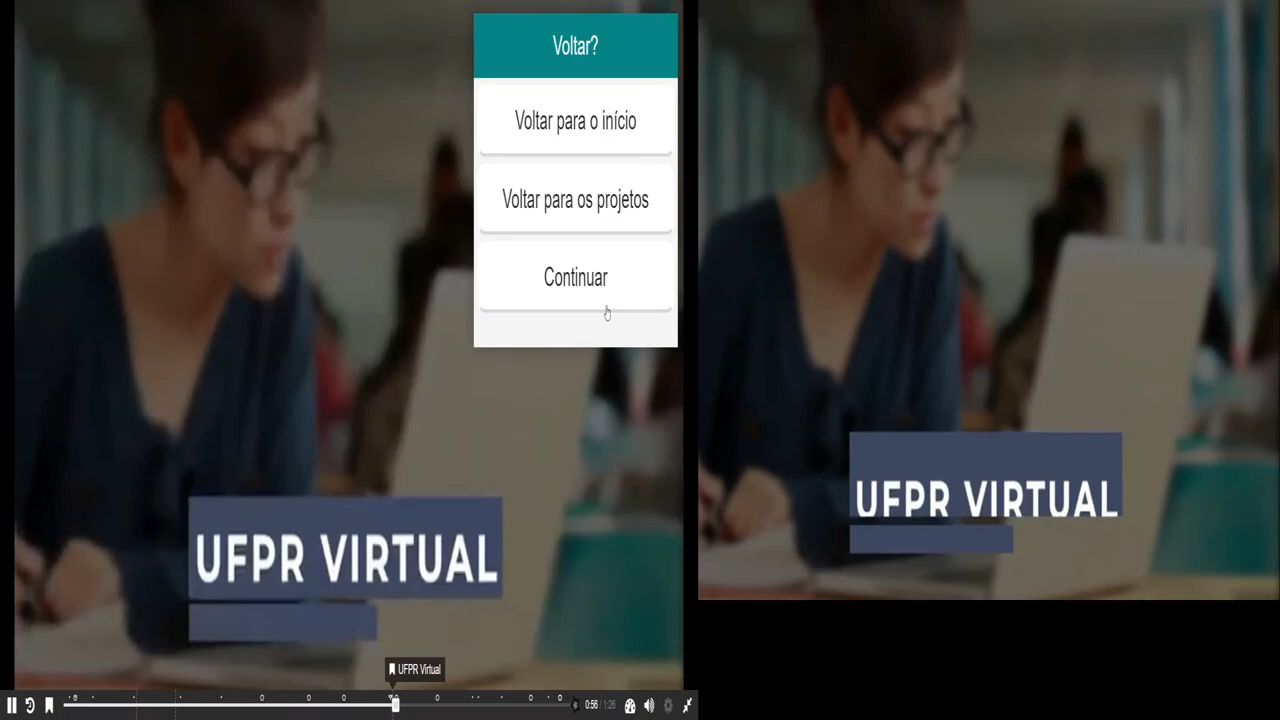 Voltar?
Voltar para o início
Voltar para os projetos
Continuar
UFPR VIRTUAL
UFPR Virtual
0:56 / 1:26
UFPR VIRTUAL